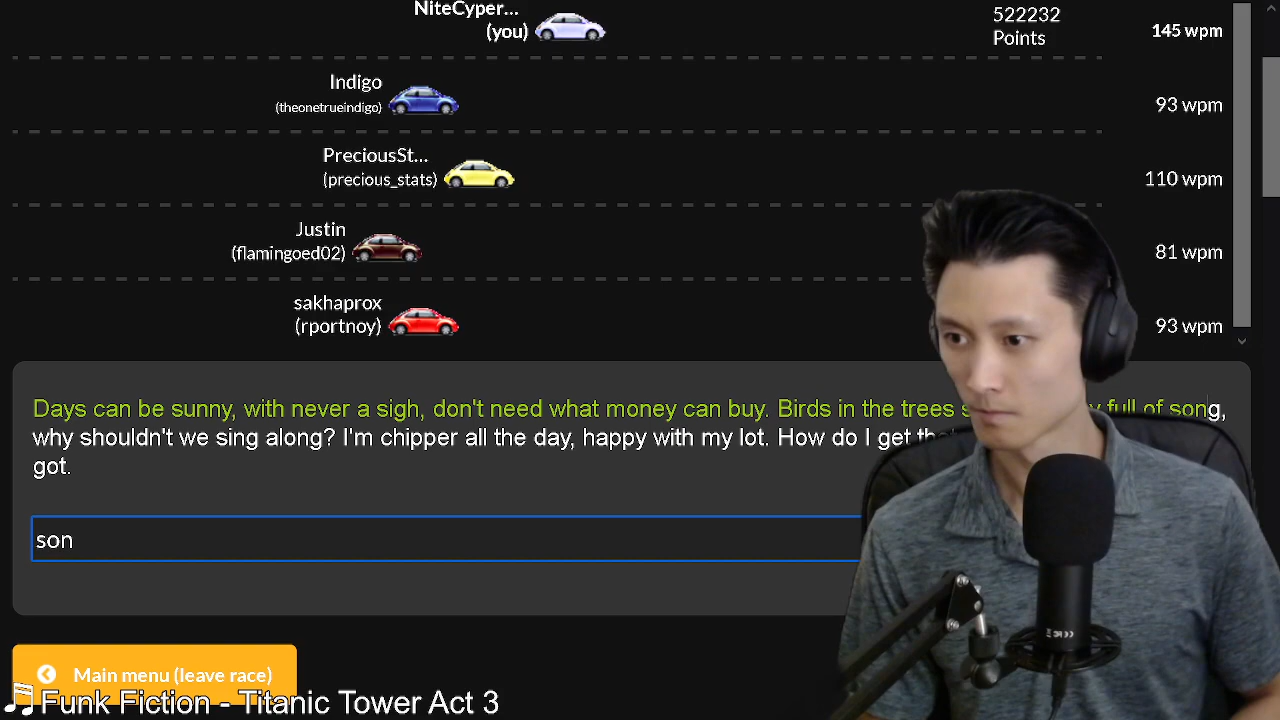 NiteCyper...
(you)
522232
Points
145 wpm
Indigo
(theonetrueindigo)
93 wpm
PreciousSt...
(precious_stats)
110 wpm
Justin
(flamingoed02)
81 wpm
sakhaprox
(rportnoy)
93 wpm
Days can be sunny, with never a sigh, don't need what money can buy. Birds in the trees full of song,
why shouldn't we sing along? I'm chipper all the day, happy with my lot. How do I get
got.
son
Main menu (leave race)
Funk Fiction - Titanic Tower Act 3